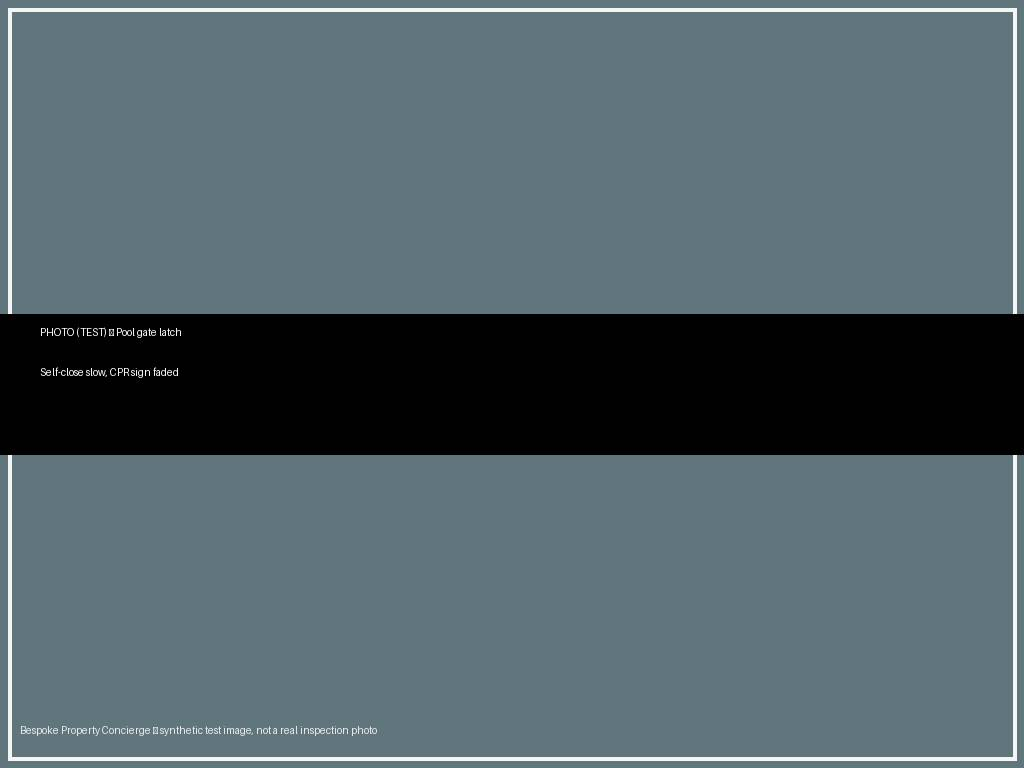 PHOTO (TEST) □ Pool gate latch
Self-close slow, CPR sign faded
Bespoke Property Concierge □ synthetic test image, not a real inspection photo